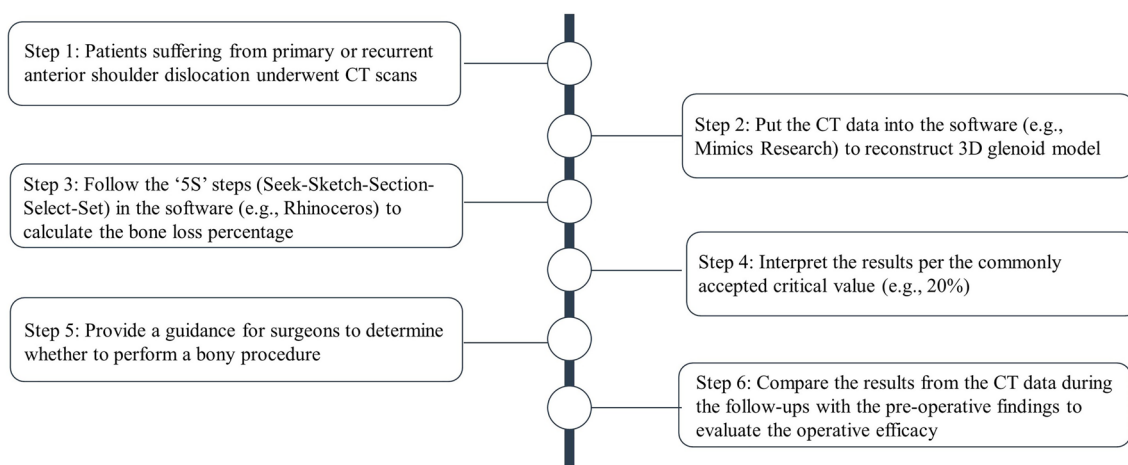 Step 1: Patients suffering from primary or recurrent
anterior shoulder dislocation underwent CT scans
Step 2: Put the CT data into the software (e.g.,
Mimics Research) to reconstruct 3D glenoid model
Step 3: Follow the ‘5S’ steps (Seek-Sketch-Section-
Select-Set) in the software (e.g., Rhinoceros) to
calculate the bone loss percentage
Step 4: Interpret the results per the commonly
accepted critical value (e.g., 20%)
Step 5: Provide a guidance for surgeons to determine
whether to perform a bony procedure
Step 6: Compare the results from the CT data during
the follow-ups with the pre-operative findings to
evaluate the operative efficacy